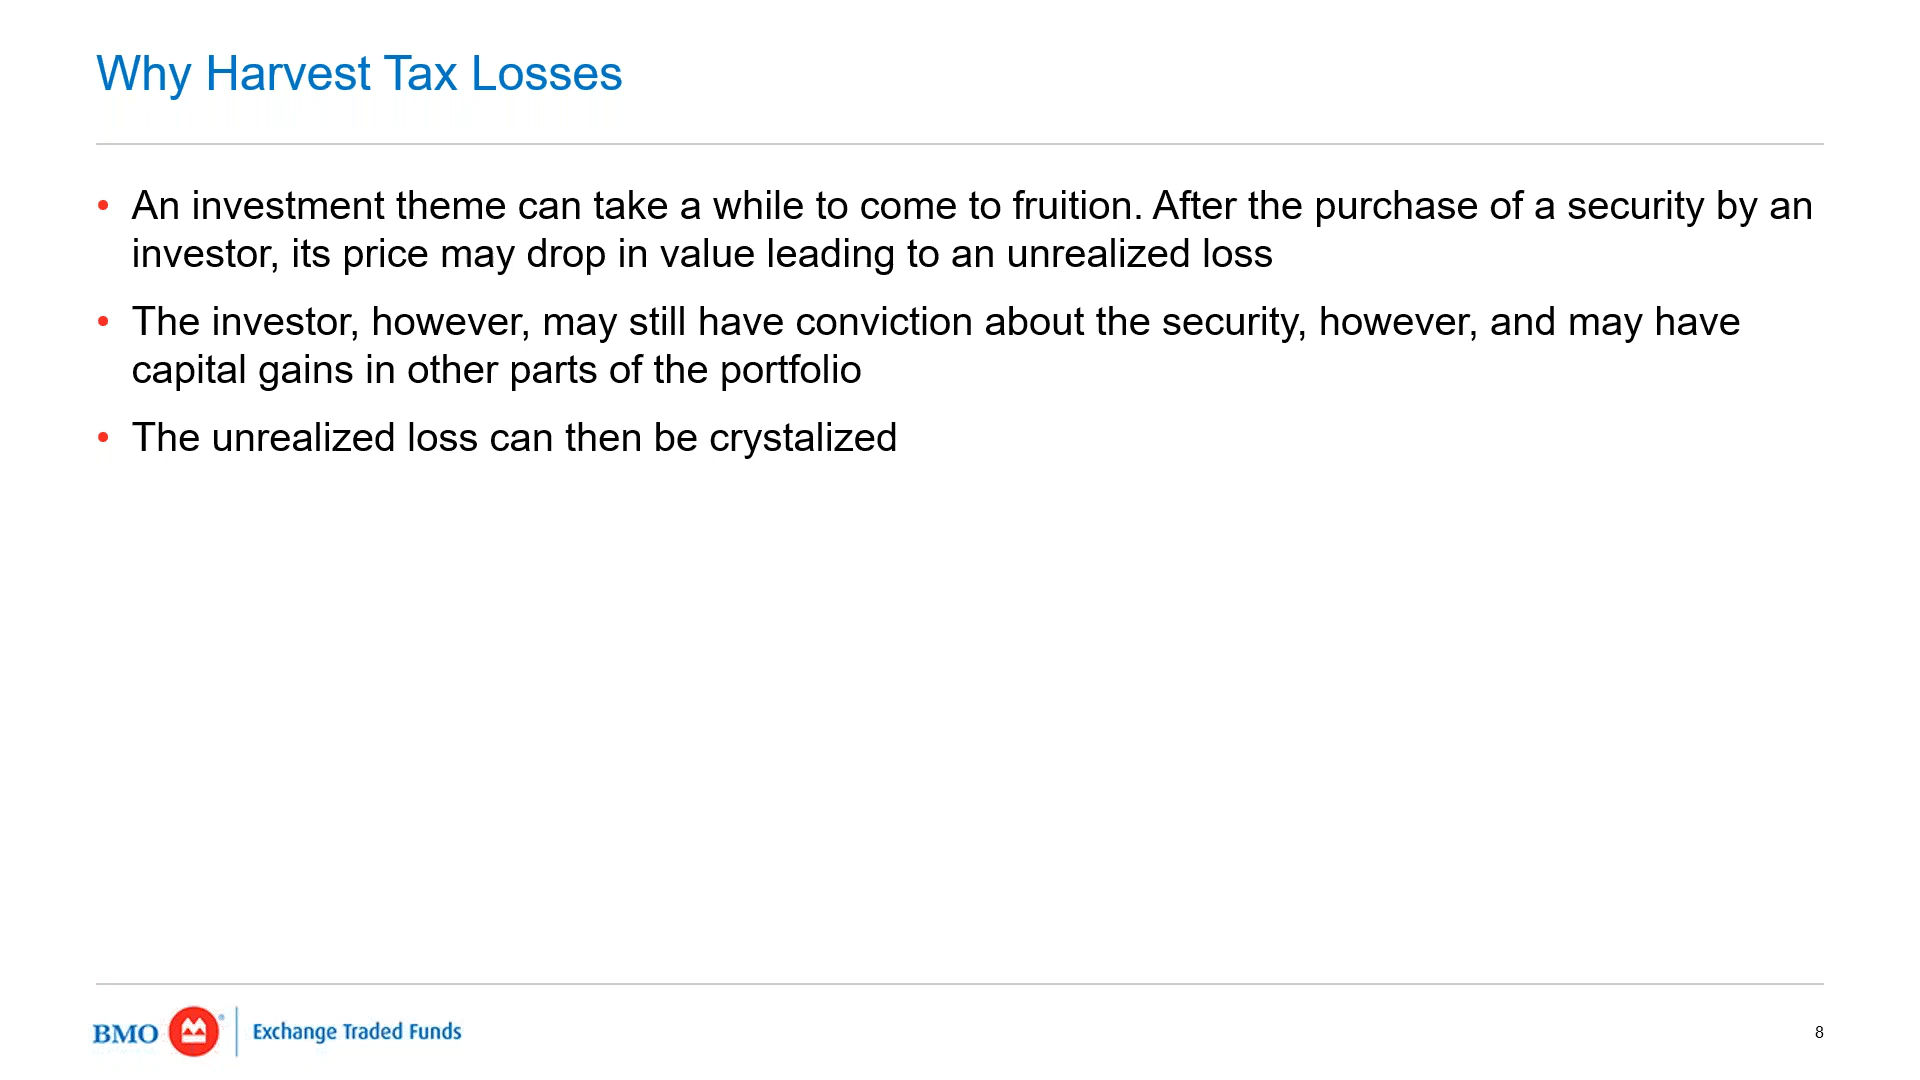 Why Harvest Tax Losses
• An investment theme can take a while to come to fruition. After the purchase of a security by an
investor, its price may drop in value leading to an unrealized loss
• The investor, however, may still have conviction about the security, however, and may have
capital gains in other parts of the portfolio
• The unrealized loss can then be crystalized
BMO ® Exchange Traded Funds
8